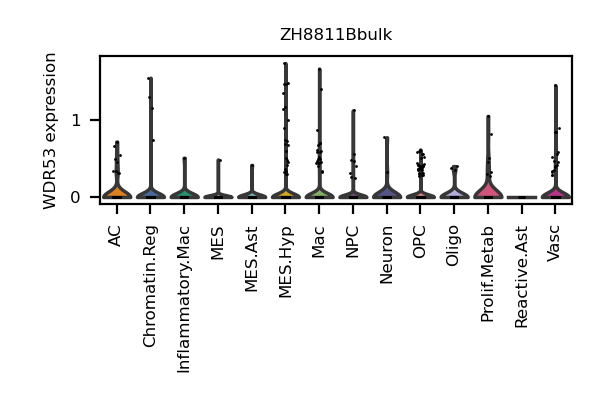 ZH8811Bbulk
WDR53 expression
1
0
AC
Chromatin.Reg
Inflammatory.Mac
MES
MES.Ast
MES.Hyp
Mac
NPC
Neuron
OPC
Oligo
Prolif.Metab
Reactive.Ast
Vasc